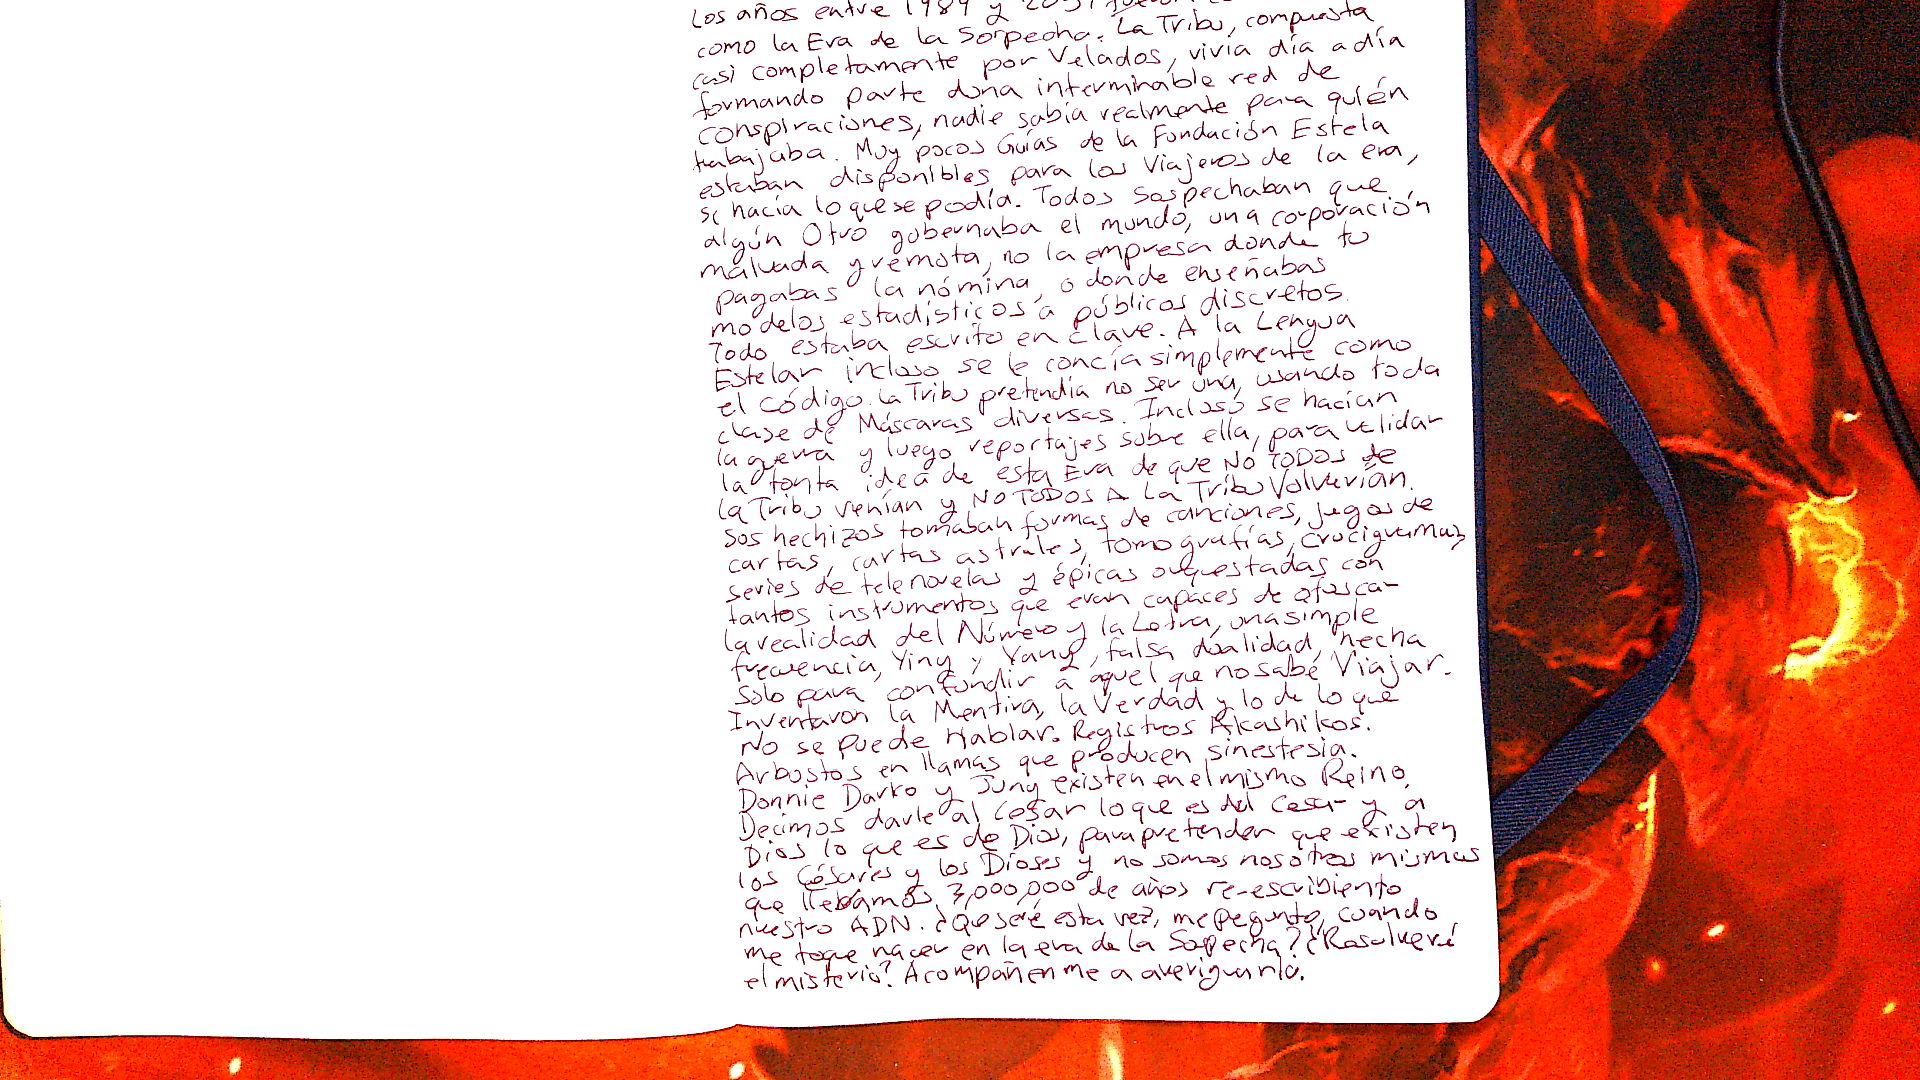 Los años entre 1989 y
como la Era de la Sorpecha. La Tribu, compuesta
casi completamente por Velados, vivía día a día
formando parte duna interminable red de
conspiraciones, nadie sabía realmente para quién
trabajaba. Muy pocos Guías de la Fundación Estela
estaban disponibles para los Viajeros de la era,
se hacía lo que se podía. Todos sospechaban que
algún Otro gobernaba el mundo, una corporación
malvada y remota, no la empresa donde tu
pagabas la nómina, o donde enseñabas
modelos estadísticos a públicos discretos.
Todo estaba escrito en clave. A la Lengua
Estelar incluso se le concía simplemente como
el código. La Tribu pretendía no ser una, usando toda
clase de Máscaras diversas. Incluso se hacían
la guerra y luego reportajes sobre ella, para validar
la tonta idea de esta Era de que NO TODOS de
la Tribu venían y NO TODOS A La Tribu Volverían.
Sus hechizos tomaban formas de canciones, juegos de
cartas, cartas astrales, tomografías, crucigramas,
series de telenovelas y épicas orquestadas con
tantos instrumentos que eran capaces de ofuscar
la realidad del Número y la Letra, una simple
frecuencia, Ying y Yang, falsa dualidad, hecha
solo para confundir a aquel que no sabe Viajar.
Inventaron la Mentira, la Verdad y lo de lo que
No se puede Hablar. Registros Akashikos.
Arbustos en llamas que producen sinestesia.
Donnie Darko y Jung existen en el mismo Reino.
Decimos darle al César lo que es del Cesar y a
Dios lo que es de Dios, para pretender que existen
los Césares y los Dioses y no somos nosotros mismos
que llebamos 3,000,000 de años re-escribiento
nuestro ADN. ¿Que seré esta vez, me pegunto, cuando
me toque nacer en la era de la Sopecha? ¿Resolveré
el misterio? Acompañenme a averiguarlo.